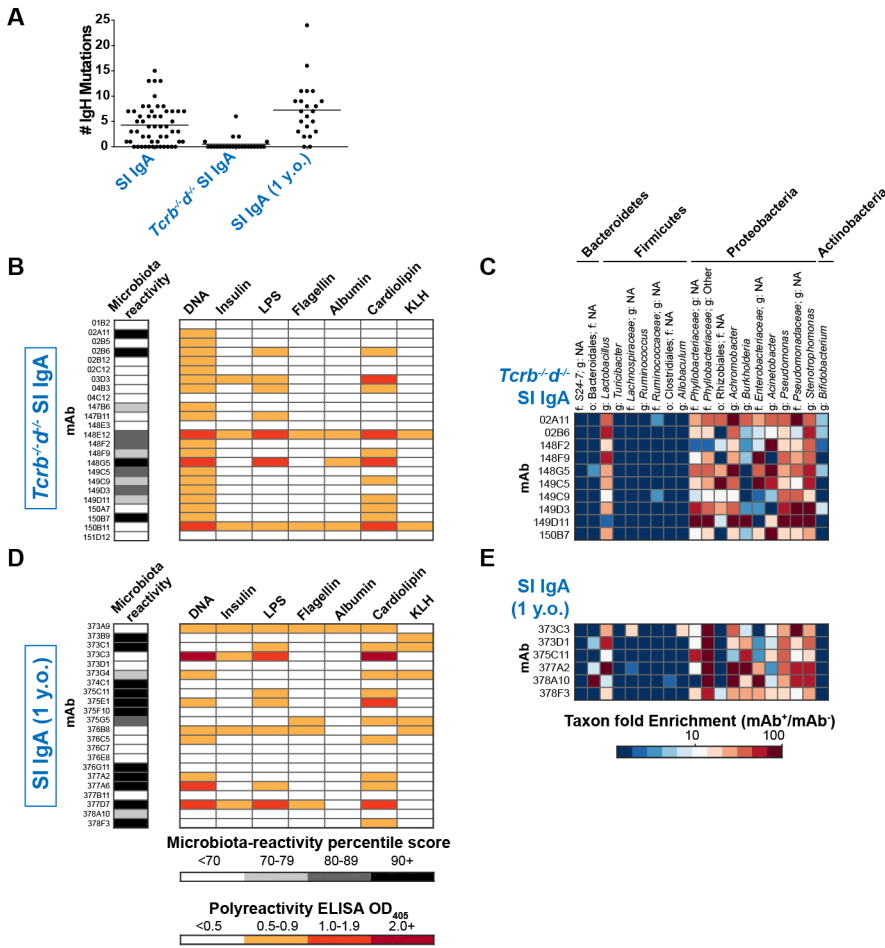 A
# IgH Mutations
25
20
15
10
5
0
SI IgA
Tcrb-/-d-/- SI IgA
SI IgA (1 y.o.)
B
Microbiota
reactivity
DNA
Insulin
LPS
Flagellin
Albumin
Cardiolipin
KLH
Tcrb-/-d-/- SI IgA
mAb
01B2
02A11
02B5
02B6
02B12
02C12
03D3
04B3
04C12
147B6
147B11
148E3
148E12
148F2
148F9
148G5
149C5
149C9
149D3
149D11
150A7
150B7
150B11
151D12
C
Bacteroidetes
Firmicutes
Proteobacteria
Actinobacteria
f. S24-7; g: NA
o: Bacteroidales; f: NA
g: Lactobacillus
g: Turicibacter
f. Lachnospiraceae; g: NA
g: Ruminococcus
f. Ruminococcaceae; g: NA
o: Clostridiales; f: NA
g: Allobaculum
f: Phyllobacteriaceae; g: NA
f: Phyllobacteriaceae; g: Other
o: Rhizobiales; f: NA
g: Achromobacter
g: Burkholderia
f: Enterobacteriaceae; g: NA
g: Acinetobacter
g: Pseudomonas
f: Pseudomonadaceae; g: NA
g: Stenotrophomonas
g: Bifidobacterium
Tcrb-/-d-/-
SI IgA
mAb
02A11
02B6
148F2
148F9
148G5
149C5
149C9
149D3
149D11
150B7
D
Microbiota
reactivity
DNA
Insulin
LPS
Flagellin
Albumin
Cardiolipin
KLH
SI IgA (1 y.o.)
mAb
373A9
373B9
373C1
373C3
373D1
373G4
374C1
375C11
375E1
375F10
375G5
376B8
376C5
376C7
376E8
376G11
377A2
377A6
377B11
377D7
378A10
378F3
Microbiota-reactivity percentile score
<70
70-79
80-89
90+
Polyreactivity ELISA OD405
<0.5
0.5-0.9
1.0-1.9
2.0+
E
SI IgA
(1 y.o.)
mAb
373C3
373D1
375C11
377A2
378A10
378F3
Taxon fold Enrichment (mAb+/mAb-)
10
100